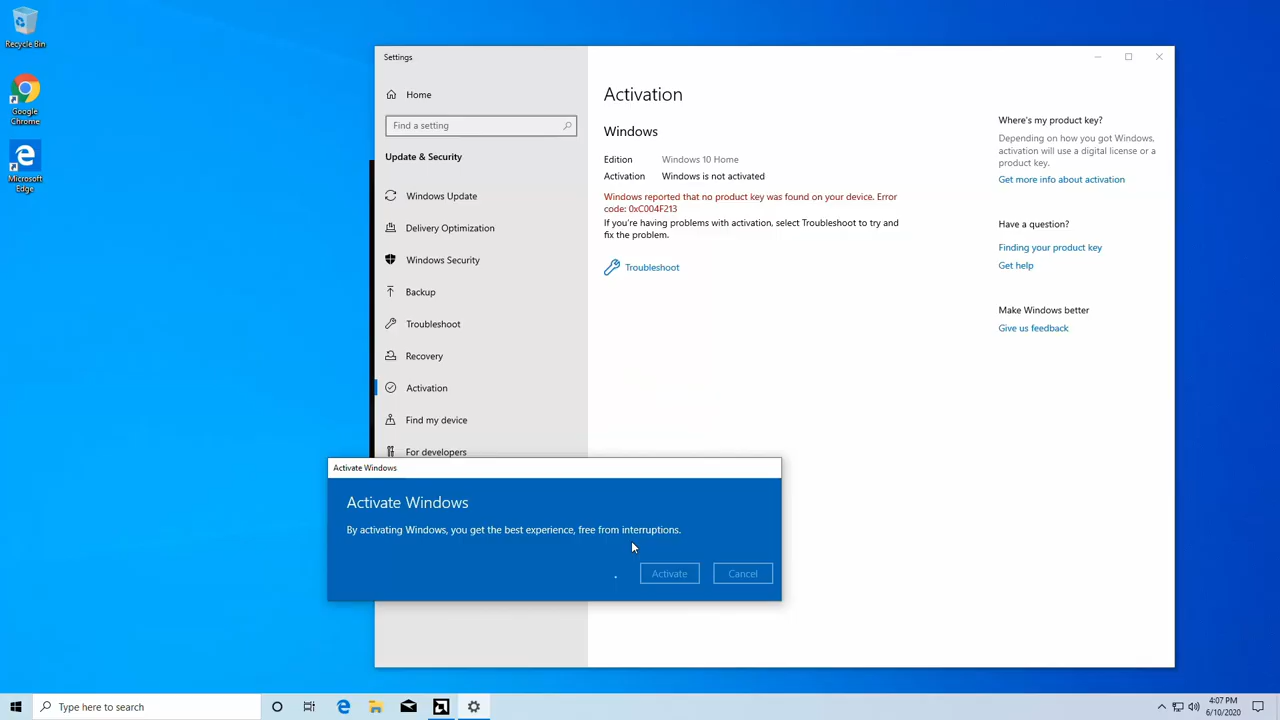 Recycle Bin
Google
Chrome
Microsoft
Edge
Settings
Home
Find a setting
Update & Security
Windows Update
Delivery Optimization
Windows Security
Backup
Troubleshoot
Recovery
Activation
Find my device
For developers
Activation
Windows
Edition Windows 10 Home
Activation Windows is not activated
Windows reported that no product key was found on your device. Error
code: 0xC004F213
If you're having problems with activation, select Troubleshoot to try and
fix the problem.
Troubleshoot
Where's my product key?
Depending on how you got Windows,
activation will use a digital license or a
product key.
Get more info about activation
Have a question?
Finding your product key
Get help
Make Windows better
Give us feedback
Activate Windows
Activate Windows
By activating Windows, you get the best experience, free from interruptions.
Activate Cancel
Type here to search
4:07 PM
6/10/2020